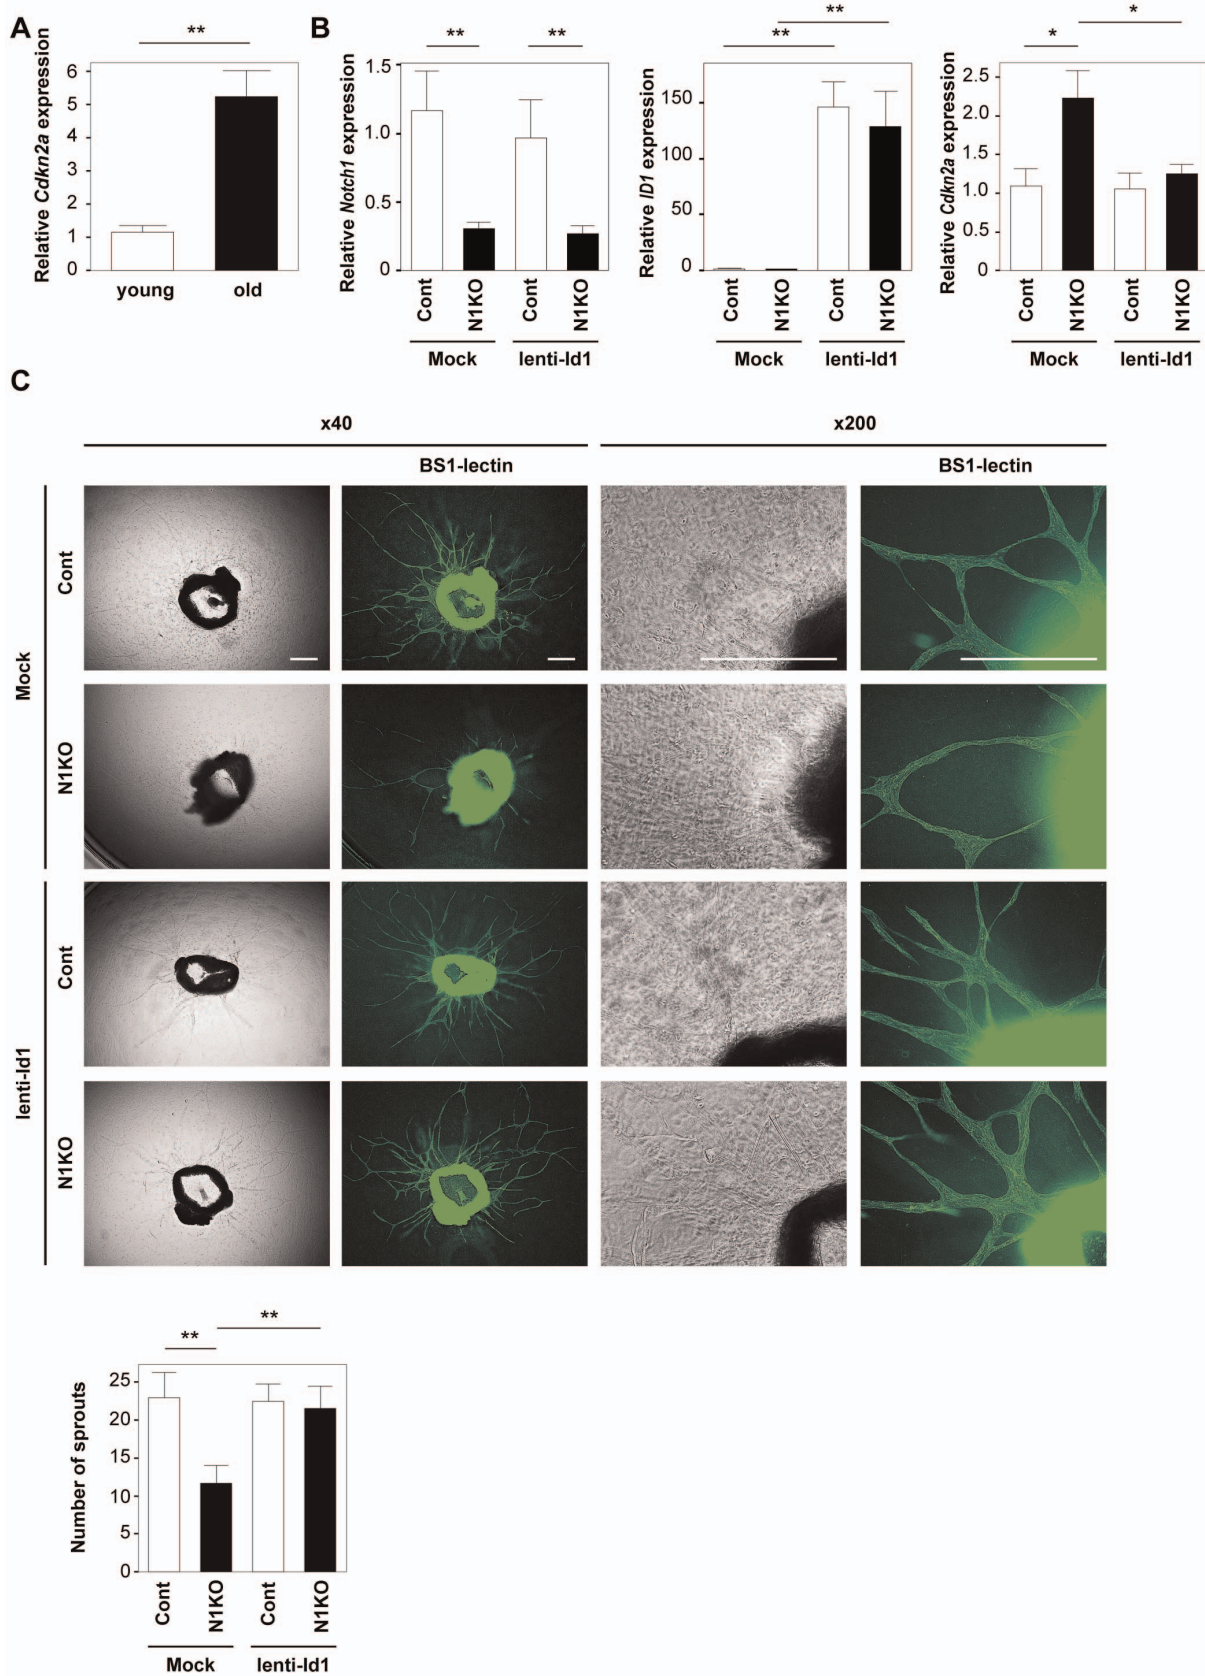 A
**
Relative Cdkn2a expression
6
5
4
3
2
1
0
young old
B
** **
Relative Notch1 expression
1.5
1.0
0.5
0
Cont N1KO Cont N1KO
Mock lenti-Id1
**
**
Relative ID1 expression
150
100
50
0
Cont N1KO Cont N1KO
Mock lenti-Id1
*
*
Relative Cdkn2a expression
2.5
2.0
1.5
1.0
0.5
0
Cont N1KO Cont N1KO
Mock lenti-Id1
C
x40 x200
BS1-lectin BS1-lectin
Mock
Cont
N1KO
lenti-Id1
Cont
N1KO
**
**
Number of sprouts
25
20
15
10
5
0
Cont N1KO Cont N1KO
Mock lenti-Id1